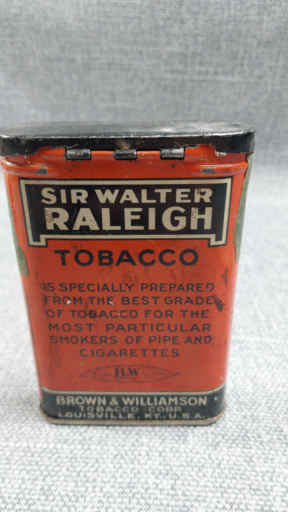 SIR WALTER
RALEIGH
TOBACCO
IS SPECIALLY PREPARED
FROM THE BEST GRADE
OF TOBACCO FOR THE
MOST PARTICULAR
SMOKERS OF PIPE AND
CIGARETTES
B&W
BROWN & WILLIAMSON
TOBACCO CORP.
LOUISVILLE, KY., U.S.A.